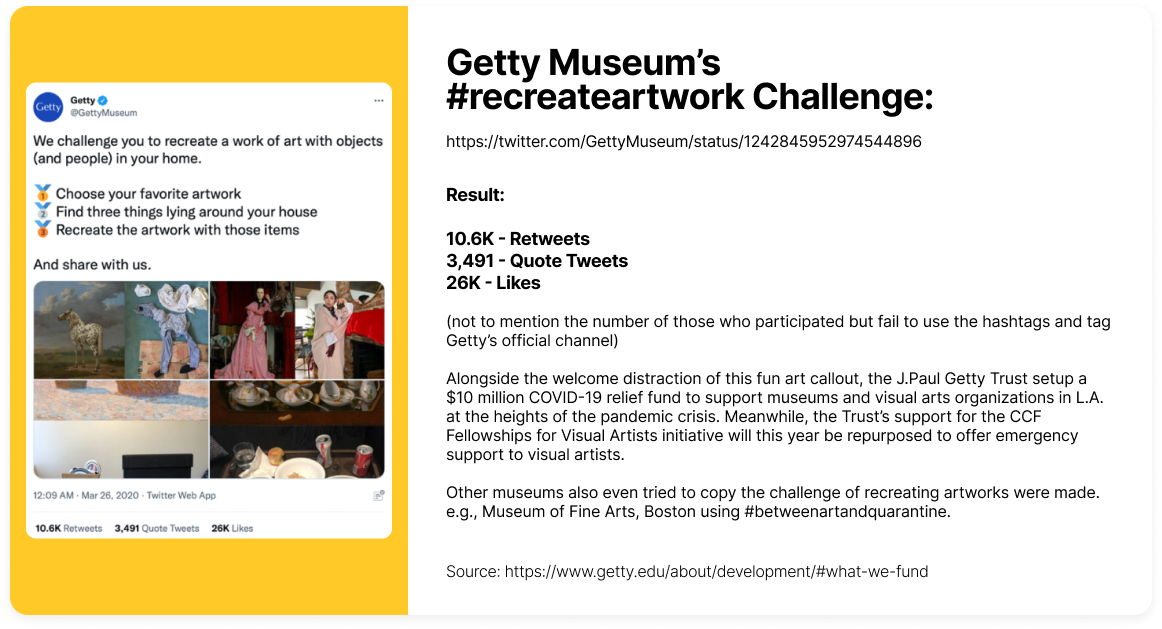 Getty
Getty
@GettyMuseum
We challenge you to recreate a work of art with objects
(and people) in your home.
🥇 Choose your favorite artwork
🥈 Find three things lying around your house
🥉 Recreate the artwork with those items
And share with us.
12:09 AM · Mar 26, 2020 · Twitter Web App
10.6K Retweets 3,491 Quote Tweets 26K Likes
Getty Museum’s
#recreateartwork Challenge:
https://twitter.com/GettyMuseum/status/1242845952974544896
Result:
10.6K - Retweets
3,491 - Quote Tweets
26K - Likes
(not to mention the number of those who participated but fail to use the hashtags and tag
Getty’s official channel)
Alongside the welcome distraction of this fun art callout, the J.Paul Getty Trust setup a
$10 million COVID-19 relief fund to support museums and visual arts organizations in L.A.
at the heights of the pandemic crisis. Meanwhile, the Trust’s support for the CCF
Fellowships for Visual Artists initiative will this year be repurposed to offer emergency
support to visual artists.
Other museums also even tried to copy the challenge of recreating artworks were made.
e.g., Museum of Fine Arts, Boston using #betweenartandquarantine.
Source: https://www.getty.edu/about/development/#what-we-fund